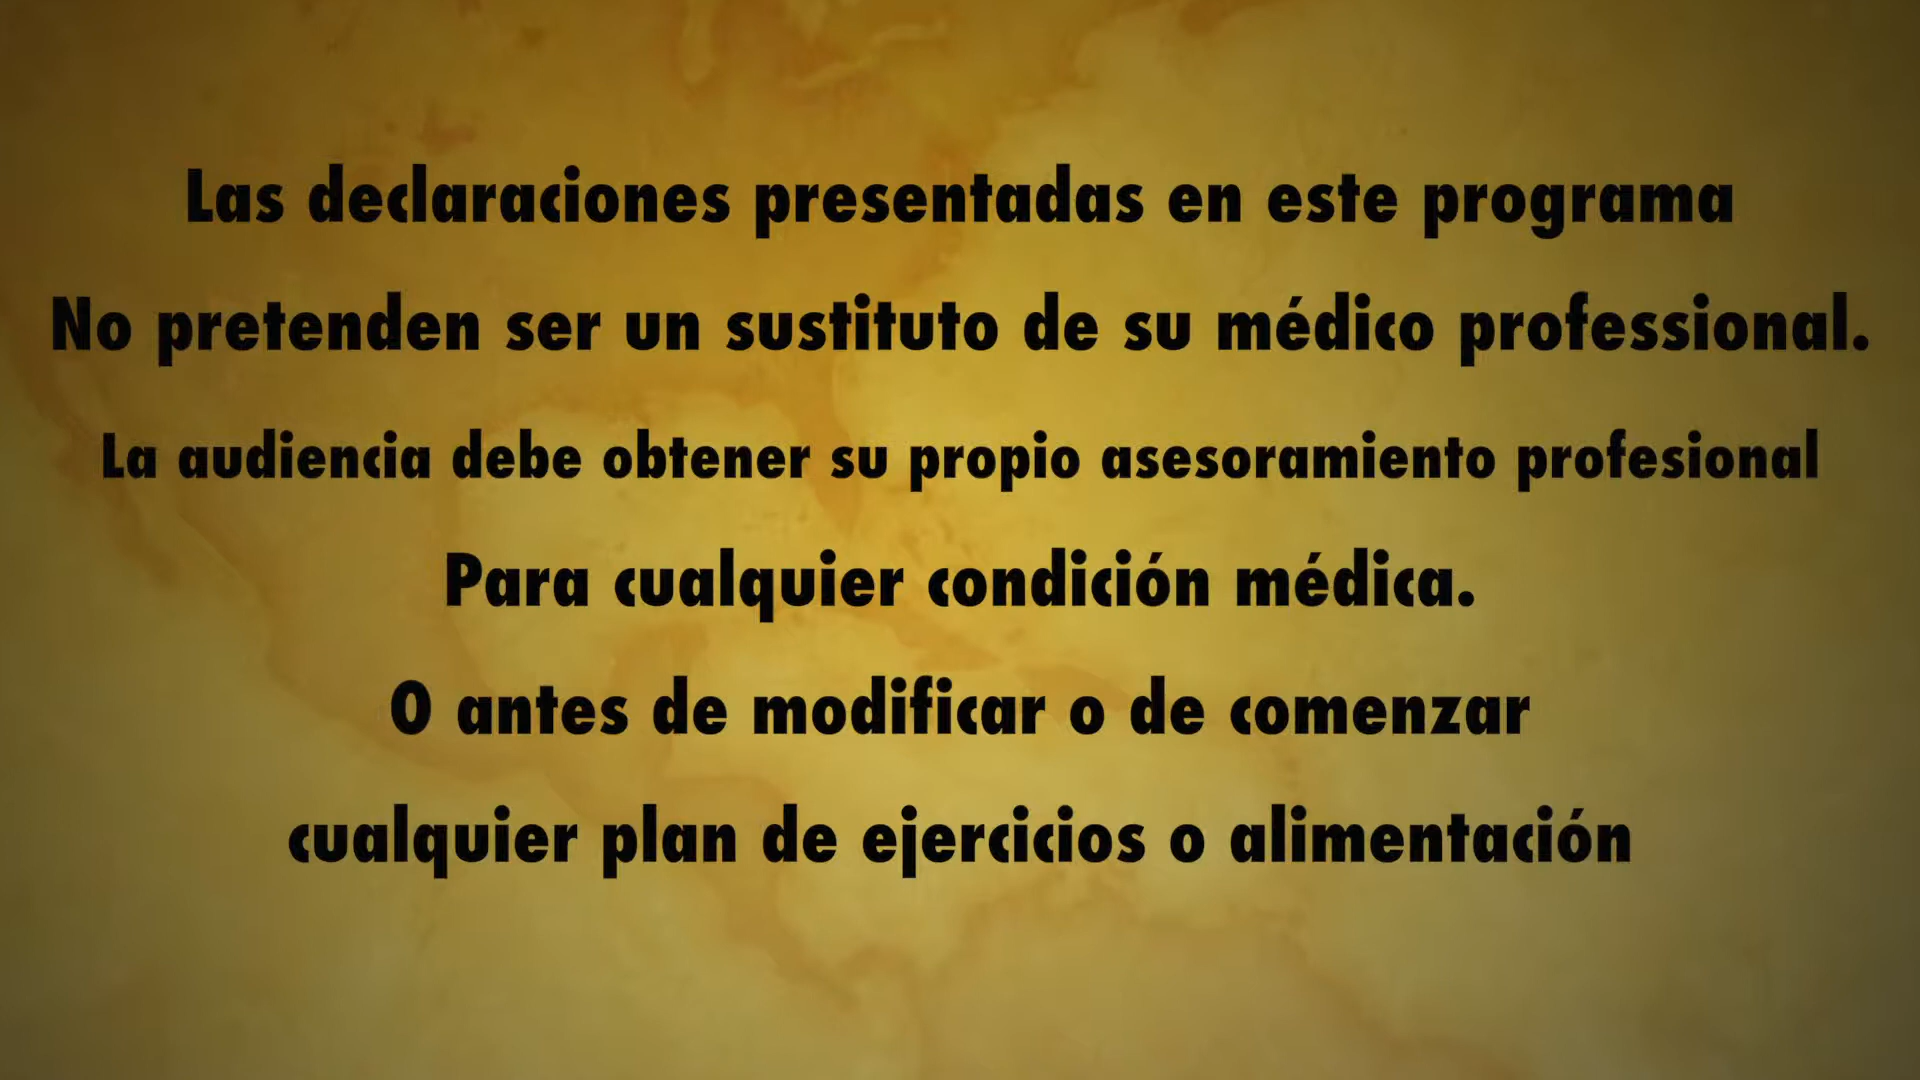 Las declaraciones presentadas en este programa
No pretenden ser un sustituto de su médico professional.
La audiencia debe obtener su propio asesoramiento profesional
Para cualquier condición médica.
O antes de modificar o de comenzar
cualquier plan de ejercicios o alimentación